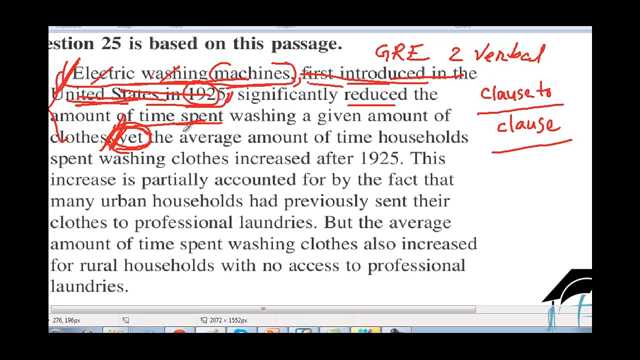 estion 25 is based on this passage.
GRE 2 Verbal
Electric washing machines, first introduced in the
United States in 1925, significantly reduced the
clause to
amount of time spent washing a given amount of
clause
clothes, yet the average amount of time households
spent washing clothes increased after 1925. This
increase is partially accounted for by the fact that
many urban households had previously sent their
clothes to professional laundries. But the average
amount of time spent washing clothes also increased
for rural households with no access to professional
laundries.
276, 196px
2072 × 1552px